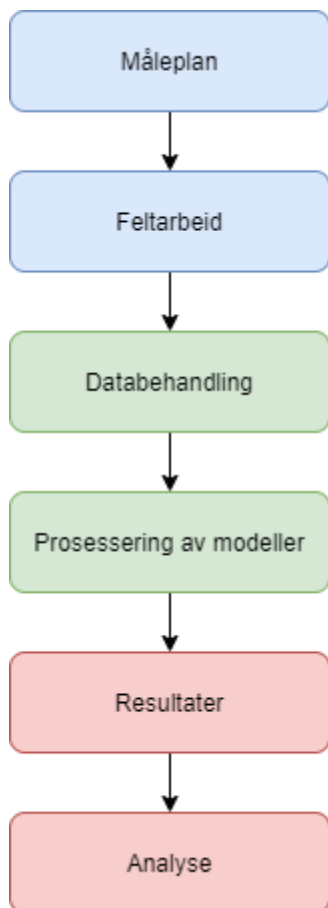 Måleplan
Feltarbeid
Databehandling
Prosessering av modeller
Resultater
Analyse